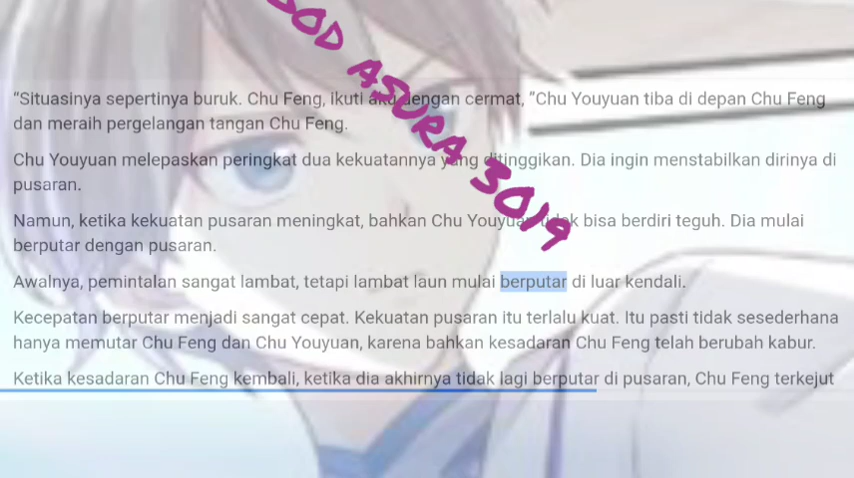 OOD ASURA 3019
“Situasinya sepertinya buruk. Chu Feng, ikuti aku dengan cermat, “Chu Youyuan tiba di depan Chu Feng
dan meraih pergelangan tangan Chu Feng.
Chu Youyuan melepaskan peringkat dua kekuatannya yang ditinggikan. Dia ingin menstabilkan dirinya di
pusaran.
Namun, ketika kekuatan pusaran meningkat, bahkan Chu Youyuan tidak bisa berdiri teguh. Dia mulai
berputar dengan pusaran.
Awalnya, pemintalan sangat lambat, tetapi lambat laun mulai berputar di luar kendali.
Kecepatan berputar menjadi sangat cepat. Kekuatan pusaran itu terlalu kuat. Itu pasti tidak sesederhana
hanya memutar Chu Feng dan Chu Youyuan, karena bahkan kesadaran Chu Feng telah berubah kabur.
Ketika kesadaran Chu Feng kembali, ketika dia akhirnya tidak lagi berputar di pusaran, Chu Feng terkejut